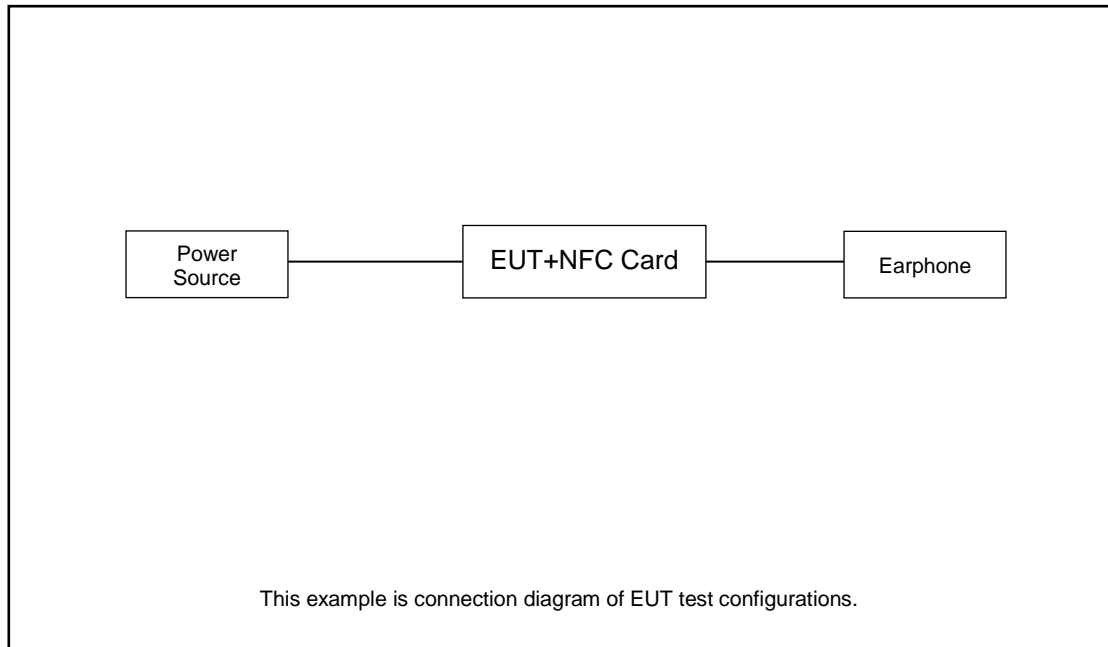 Power
Source
EUT+NFC Card
Earphone
This example is connection diagram of EUT test configurations.